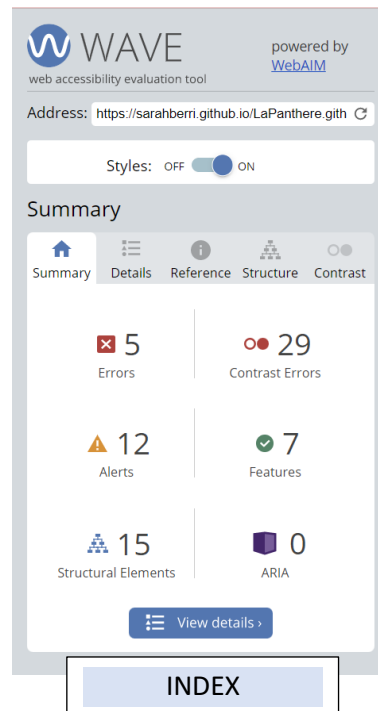 WAVE
web accessibility evaluation tool
powered by
WebAIM
Address: https://sarahberri.github.io/LaPanthere.gith
Styles: OFF ON
Summary
Summary Details Reference Structure Contrast
5 29
Errors Contrast Errors
12 7
Alerts Features
15 0
Structural Elements ARIA
View details ›
INDEX